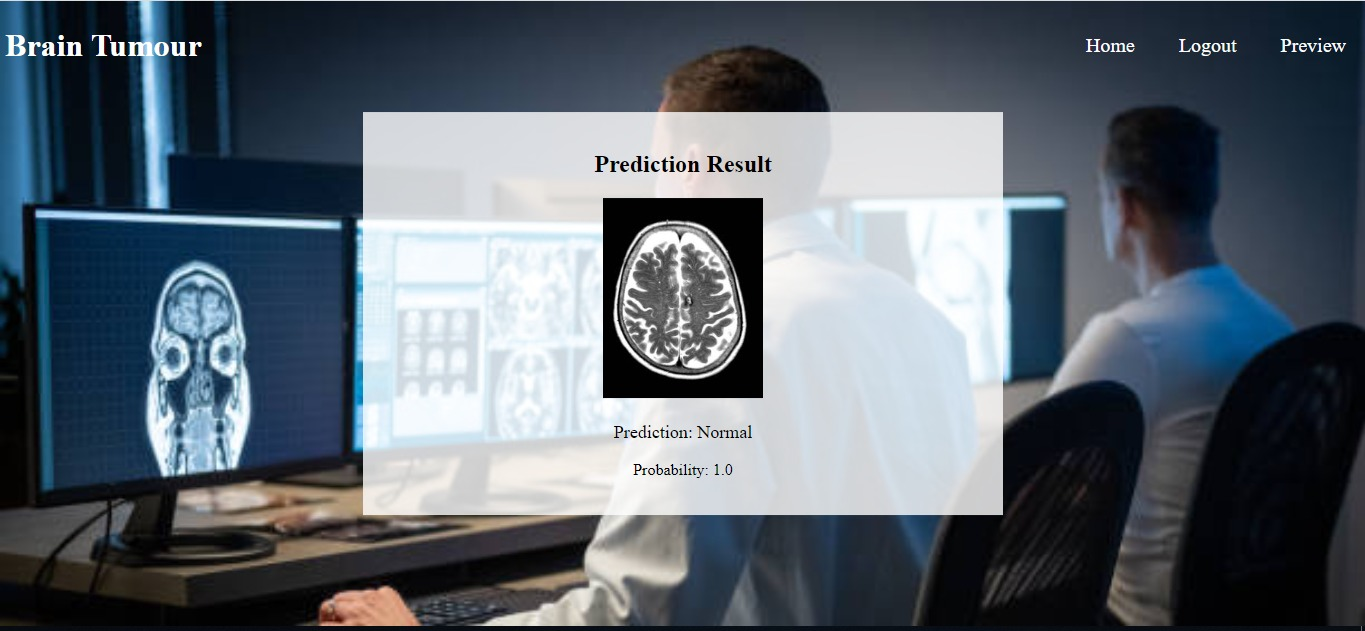 Brain Tumour
Home Logout Preview
Prediction Result
Prediction: Normal
Probability: 1.0